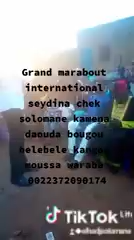 Grand marabout
international
seydina chek
solomane kamena
daouda bougou
helebele kango
moussa waraba
0022372090174
TikTok